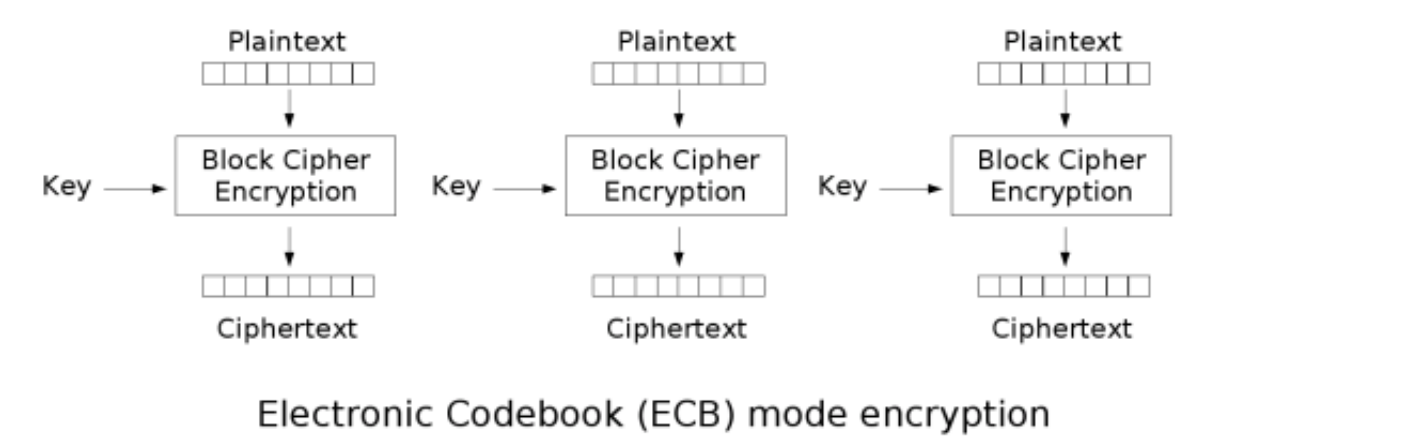 Plaintext
Plaintext
Plaintext
Block Cipher
Encryption
Block Cipher
Encryption
Block Cipher
Encryption
Key
Key
Key
Ciphertext
Ciphertext
Ciphertext
Electronic Codebook (ECB) mode encryption